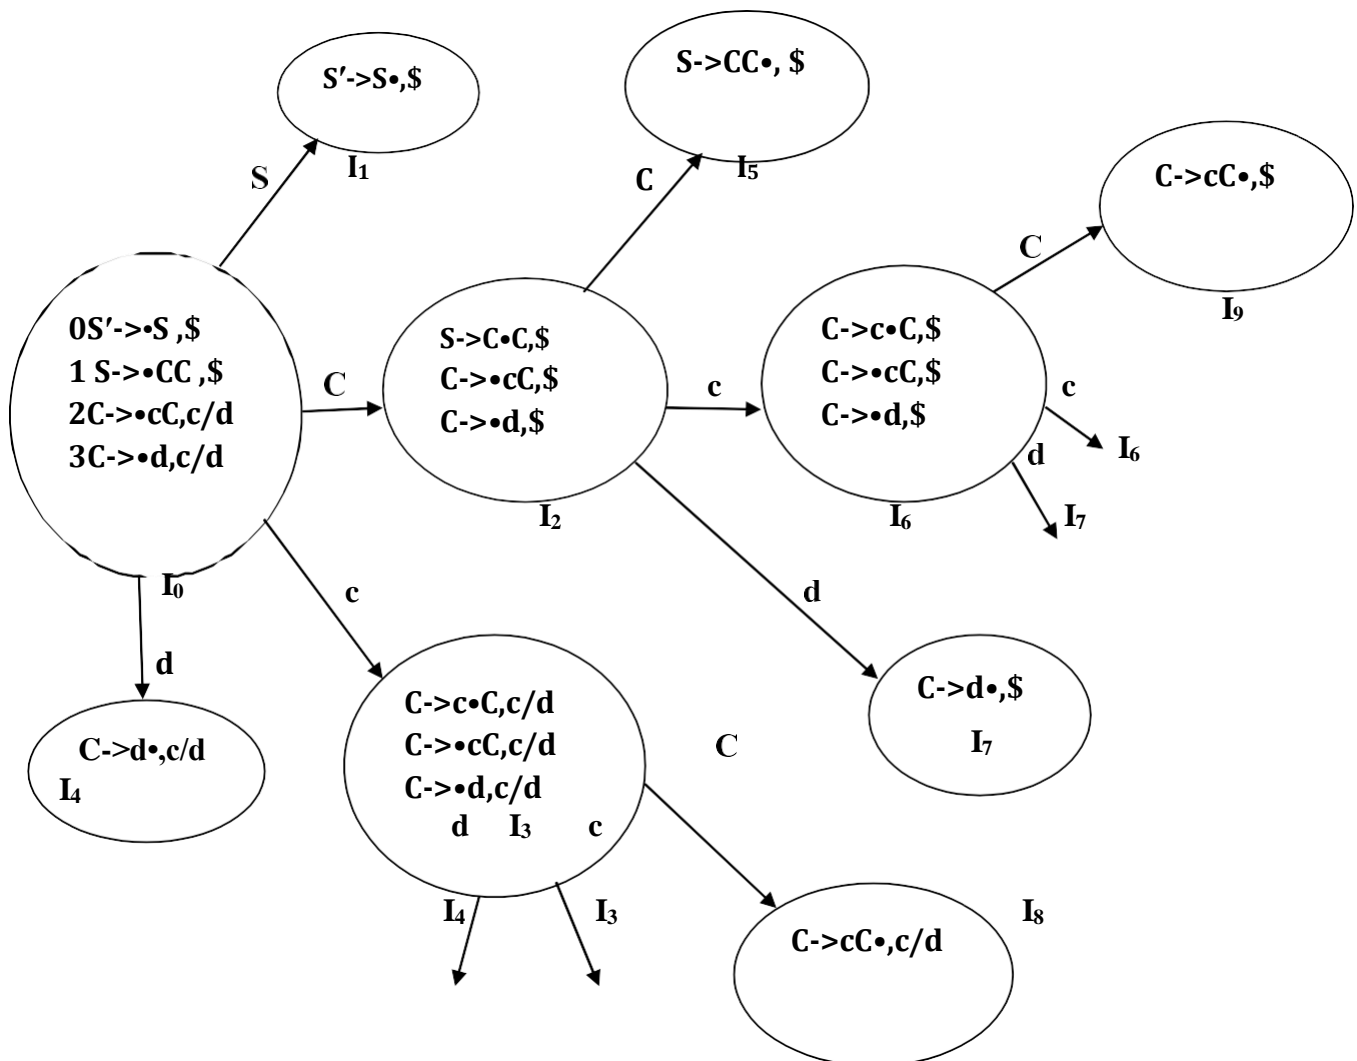 S′->S•,$
I1
S
S->CC•, $
I5
C
C->cC•,$
I9
C
0S′->•S ,$
1 S->•CC ,$
2C->•cC,c/d
3C->•d,c/d
I0
C
S->C•C,$
C->•cC,$
C->•d,$
I2
c
C->c•C,$
C->•cC,$
C->•d,$
I6
c
I6
d
I7
d
C->d•,$
I7
c
d
C->d•,c/d
I4
C->c•C,c/d
C->•cC,c/d
C->•d,c/d
d I3 c
I4 I3
C
I8
C->cC•,c/d